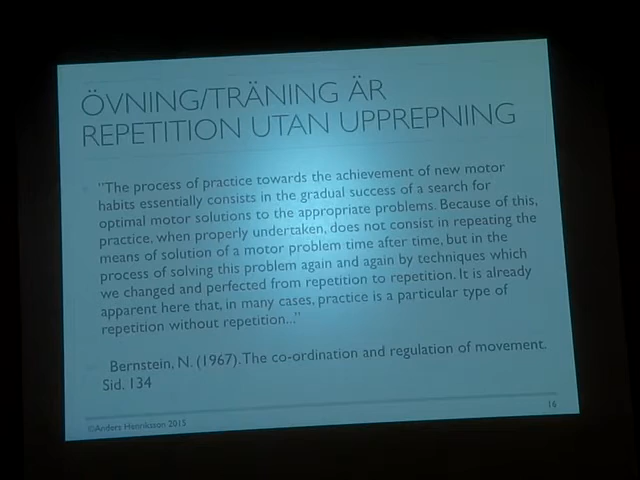 ÖVNING/TRÄNING ÄR
REPETITION UTAN UPPREPNING
"The process of practice towards the achievement of new motor
habits essentially consists in the gradual success of a search for
optimal motor solutions to the appropriate problems. Because of this,
practice, when properly undertaken, does not consist in repeating the
means of solution of a motor problem time after time, but in the
process of solving this problem again and again by techniques which
we changed and perfected from repetition to repetition. It is already
apparent here that, in many cases, practice is a particular type of
repetition without repetition..."
Bernstein, N. (1967). The co-ordination and regulation of movement.
Sid. 134
©Anders Henriksson 2015
16